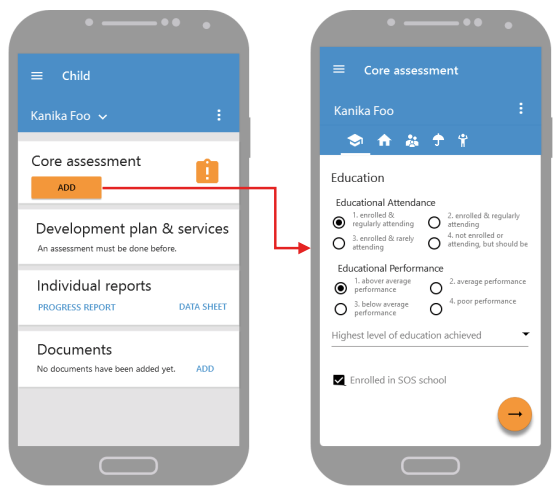 Child
Kanika Foo
Core assessment
ADD
Development plan & services
An assessment must be done before.
Individual reports
PROGRESS REPORT DATA SHEET
Documents
No documents have been added yet. ADD
Core assessment
Kanika Foo
Education
Educational Attendance
1. enrolled &
regularly attending
2. enrolled & regularly
attending
3. enrolled & rarely
attending
4. not enrolled or
attending, but should be
Educational Performance
1. abover average
performance
2. average performance
3. below average
performance
4. poor performance
Highest level of education achieved
Enrolled in SOS school